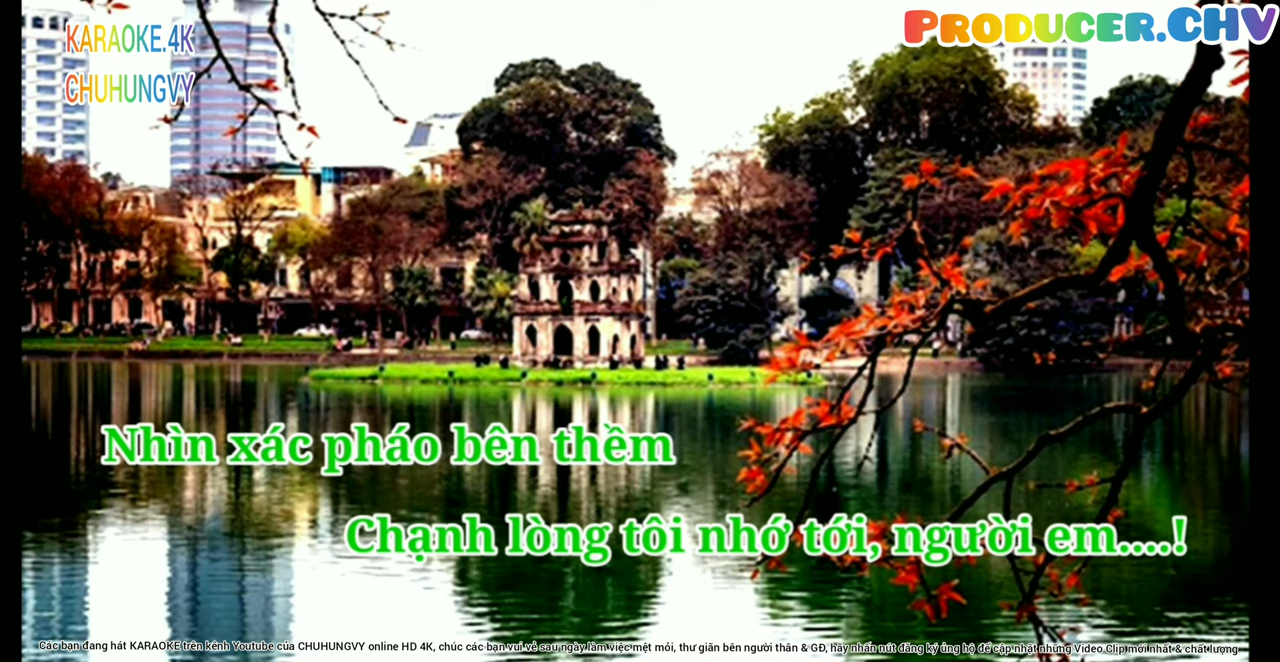 KARAOKE.4K
CHUHUNGVY
PRODUCER.CHV
Nhìn xác pháo bên thềm
Chạnh lòng tôi nhớ tới, người em....!
Các bạn đang hát KARAOKE trên kênh Youtube của CHUHUNGVY online HD 4K, chúc các bạn vui vẻ sau ngày làm việc mệt mỏi, thư giãn bên người thân & GĐ, hãy nhấn nút đăng ký ủng hộ để cập nhật những Video Clip mới nhất & chất lượng